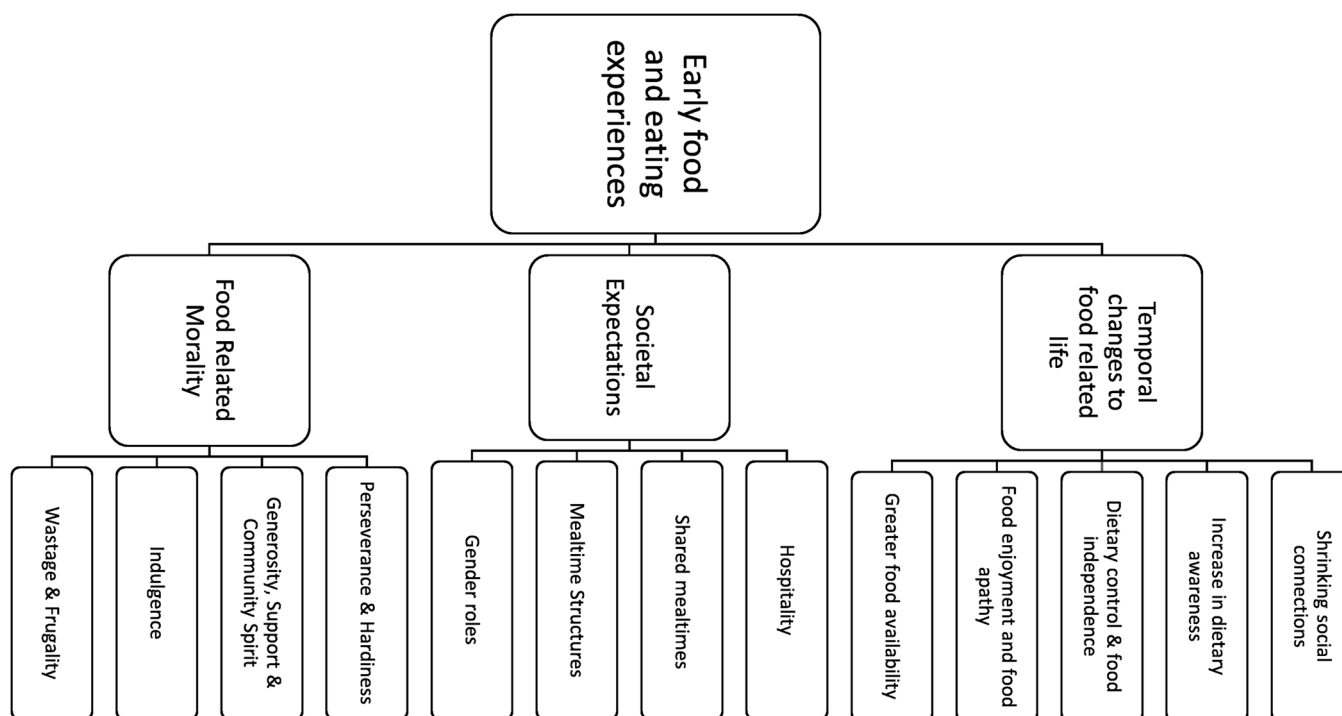 Early food
and eating
experiences
Temporal
changes to
food related
life
Shrinking social
connections
Increase in dietary
awareness
Dietary control & food
independence
Food enjoyment and food
apathy
Greater food availability
Societal
Expectations
Hospitality
Shared mealtimes
Mealtime Structures
Gender roles
Food Related
Morality
Perseverance & Hardiness
Generosity, Support &
Community Spirit
Indulgence
Wastage & Frugality